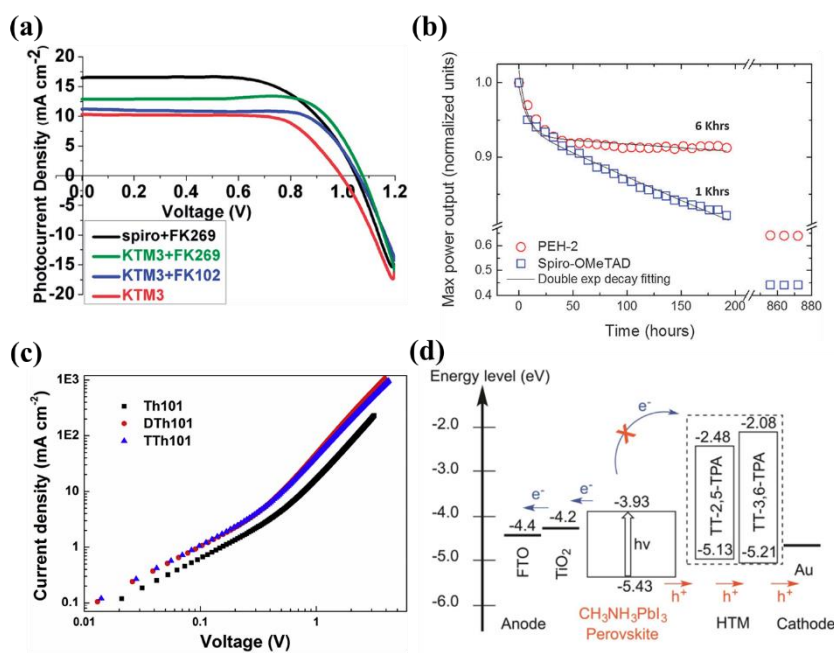 (a)
20
15
10
5
0
-5
-10
-15
-20
Photocurrent Density (mA cm-2)
0.0 0.2 0.4 0.6 0.8 1.0 1.2
Voltage (V)
spiro+FK269
KTM3+FK269
KTM3+FK102
KTM3
(b)
1.0
0.9
0.6
0.5
0.4
Max power output (normalized units)
6 Khrs
1 Khrs
PEH-2
Spiro-OMeTAD
Double exp decay fitting
0 50 100 150 200 860 880
Time (hours)
(c)
1E3
1E2
10
1
0.1
Current density (mA cm-2)
Th101
DTh101
TTh101
0.01 0.1 1
Voltage (V)
(d)
Energy level (eV)
-2.0
-3.0
-4.0
-5.0
-6.0
e-
-2.08
-2.48
e-
e-
-3.93
-4.2
-4.4
FTO
TiO2
hν
TT-2,5-TPA
TT-3,6-TPA
-5.13
-5.21
-5.43
Au
h+
h+
h+
Anode
CH3NH3PbI3
Perovskite
HTM
Cathode